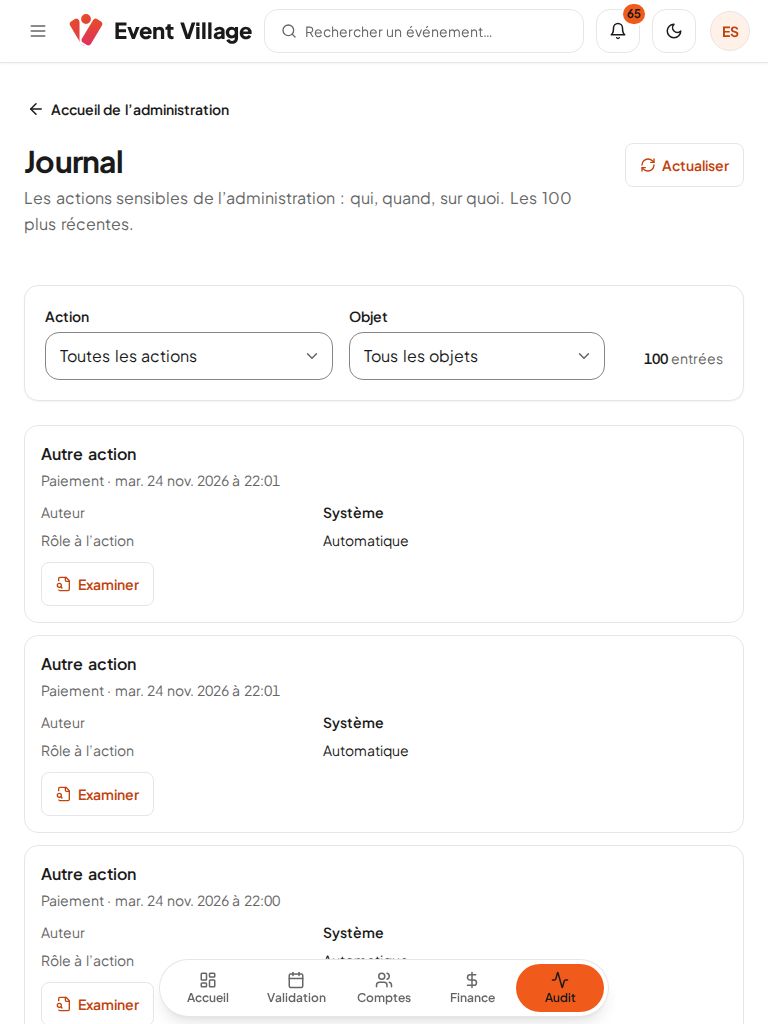 Event Village
Rechercher un événement…
65
ES
Accueil de l’administration
Journal
Actualiser
Les actions sensibles de l’administration : qui, quand, sur quoi. Les 100
plus récentes.
Action
Objet
Toutes les actions
Tous les objets
100 entrées
Autre action
Paiement · mar. 24 nov. 2026 à 22:01
Auteur
Système
Rôle à l’action
Automatique
Examiner
Autre action
Paiement · mar. 24 nov. 2026 à 22:01
Auteur
Système
Rôle à l’action
Automatique
Examiner
Autre action
Paiement · mar. 24 nov. 2026 à 22:00
Auteur
Système
Rôle à l’action
Examiner
Accueil
Validation
Comptes
Finance
Audit